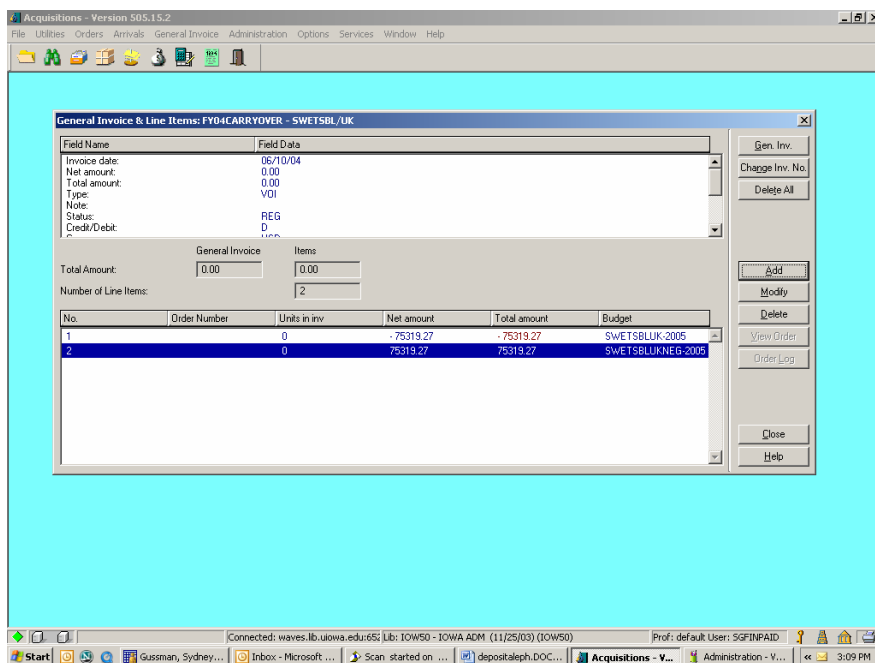 Acquisitions - Version 505.15.2
File Utilities Orders Arrivals General Invoice Administration Options Services Window Help
General Invoice & Line Items: FY04CARRYOVER - SWETSBL/UK
Field Name Field Data
Invoice date: 06/10/04
Net amount: 0.00
Total amount: 0.00
Type: VOI
Note:
Status: REG
Credit/Debit: D
Gen. Inv.
Change Inv. No.
Delete All
General Invoice Items
Total Amount: 0.00 0.00
Number of Line Items: 2
Add
Modify
Delete
View Order
Order Log
No. Order Number Units in inv Net amount Total amount Budget
1 0 - 75319.27 - 75319.27 SWETSBLUK-2005
2 0 75319.27 75319.27 SWETSBLUKNEG-2005
Close
Help
Connected: waves.lib.uiowa.edu:652 Lib: IOW50 - IOWA ADM (11/25/03) (IOW50) Prof: default User: SGFINPAID
Start Gussman, Sydney... Inbox - Microsoft ... Scan started on ... depositaleph.DOC... Acquisitions - V... Administration - V... « 3:09 PM